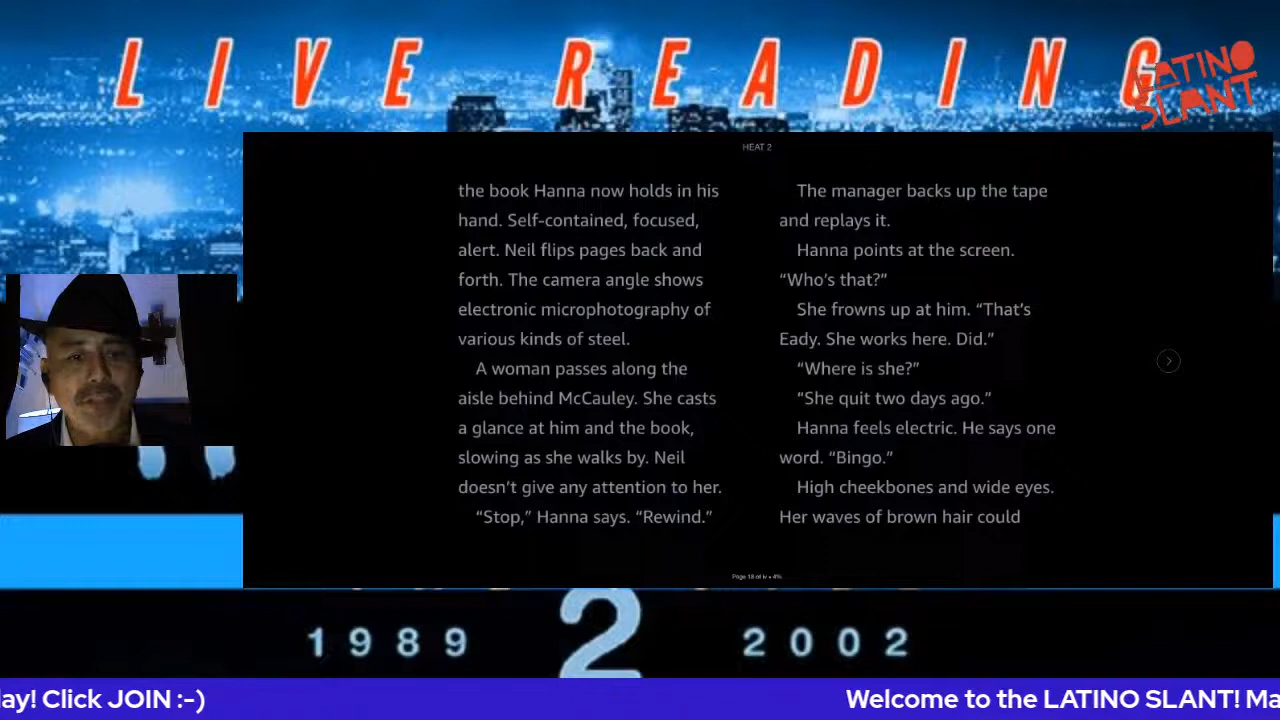 LIVE READING
LATINO
SLANT
HEAT 2
the book Hanna now holds in his
hand. Self-contained, focused,
alert. Neil flips pages back and
forth. The camera angle shows
electronic microphotography of
various kinds of steel.
A woman passes along the
aisle behind McCauley. She casts
a glance at him and the book,
slowing as she walks by. Neil
doesn’t give any attention to her.
“Stop,” Hanna says. “Rewind.”
The manager backs up the tape
and replays it.
Hanna points at the screen.
“Who’s that?”
She frowns up at him. “That’s
Eady. She works here. Did.”
“Where is she?”
“She quit two days ago.”
Hanna feels electric. He says one
word. “Bingo.”
High cheekbones and wide eyes.
Her waves of brown hair could
Page 18 of iv • 4%
1989 2 2002
lay! Click JOIN :-) Welcome to the LATINO SLANT! Ma